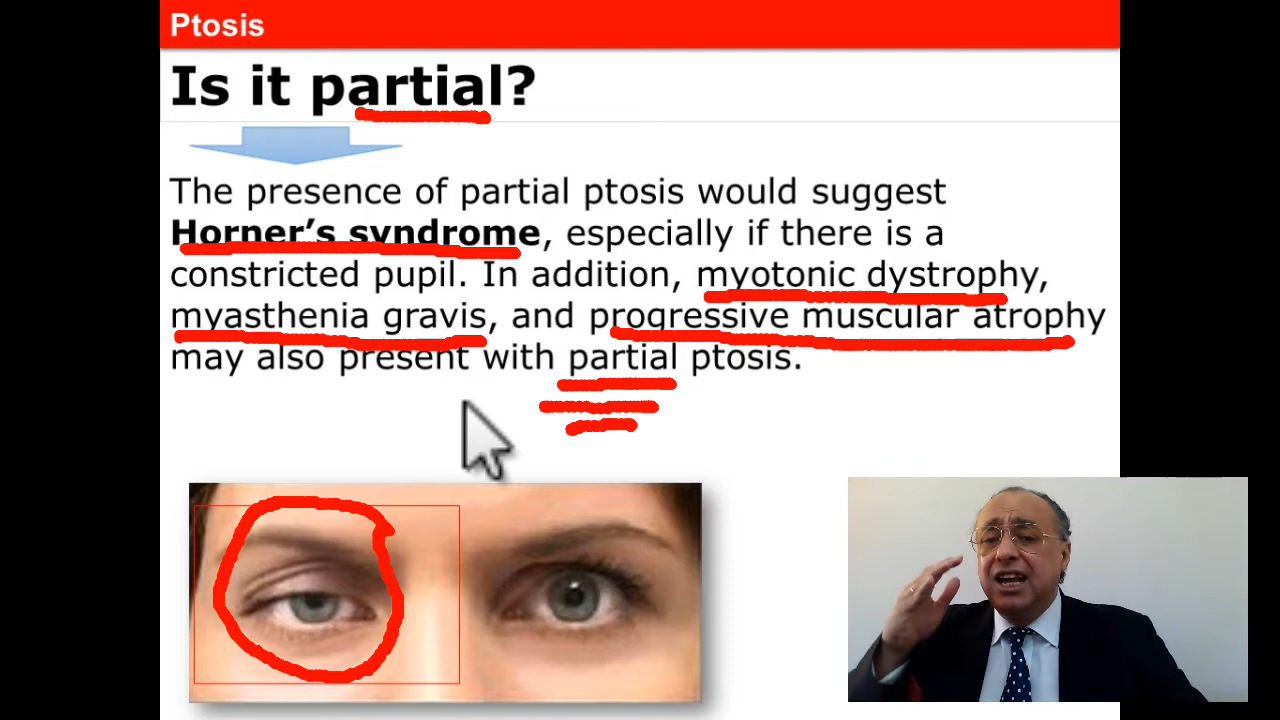 Ptosis
Is it partial?
The presence of partial ptosis would suggest
Horner’s syndrome, especially if there is a
constricted pupil. In addition, myotonic dystrophy,
myasthenia gravis, and progressive muscular atrophy
may also present with partial ptosis.